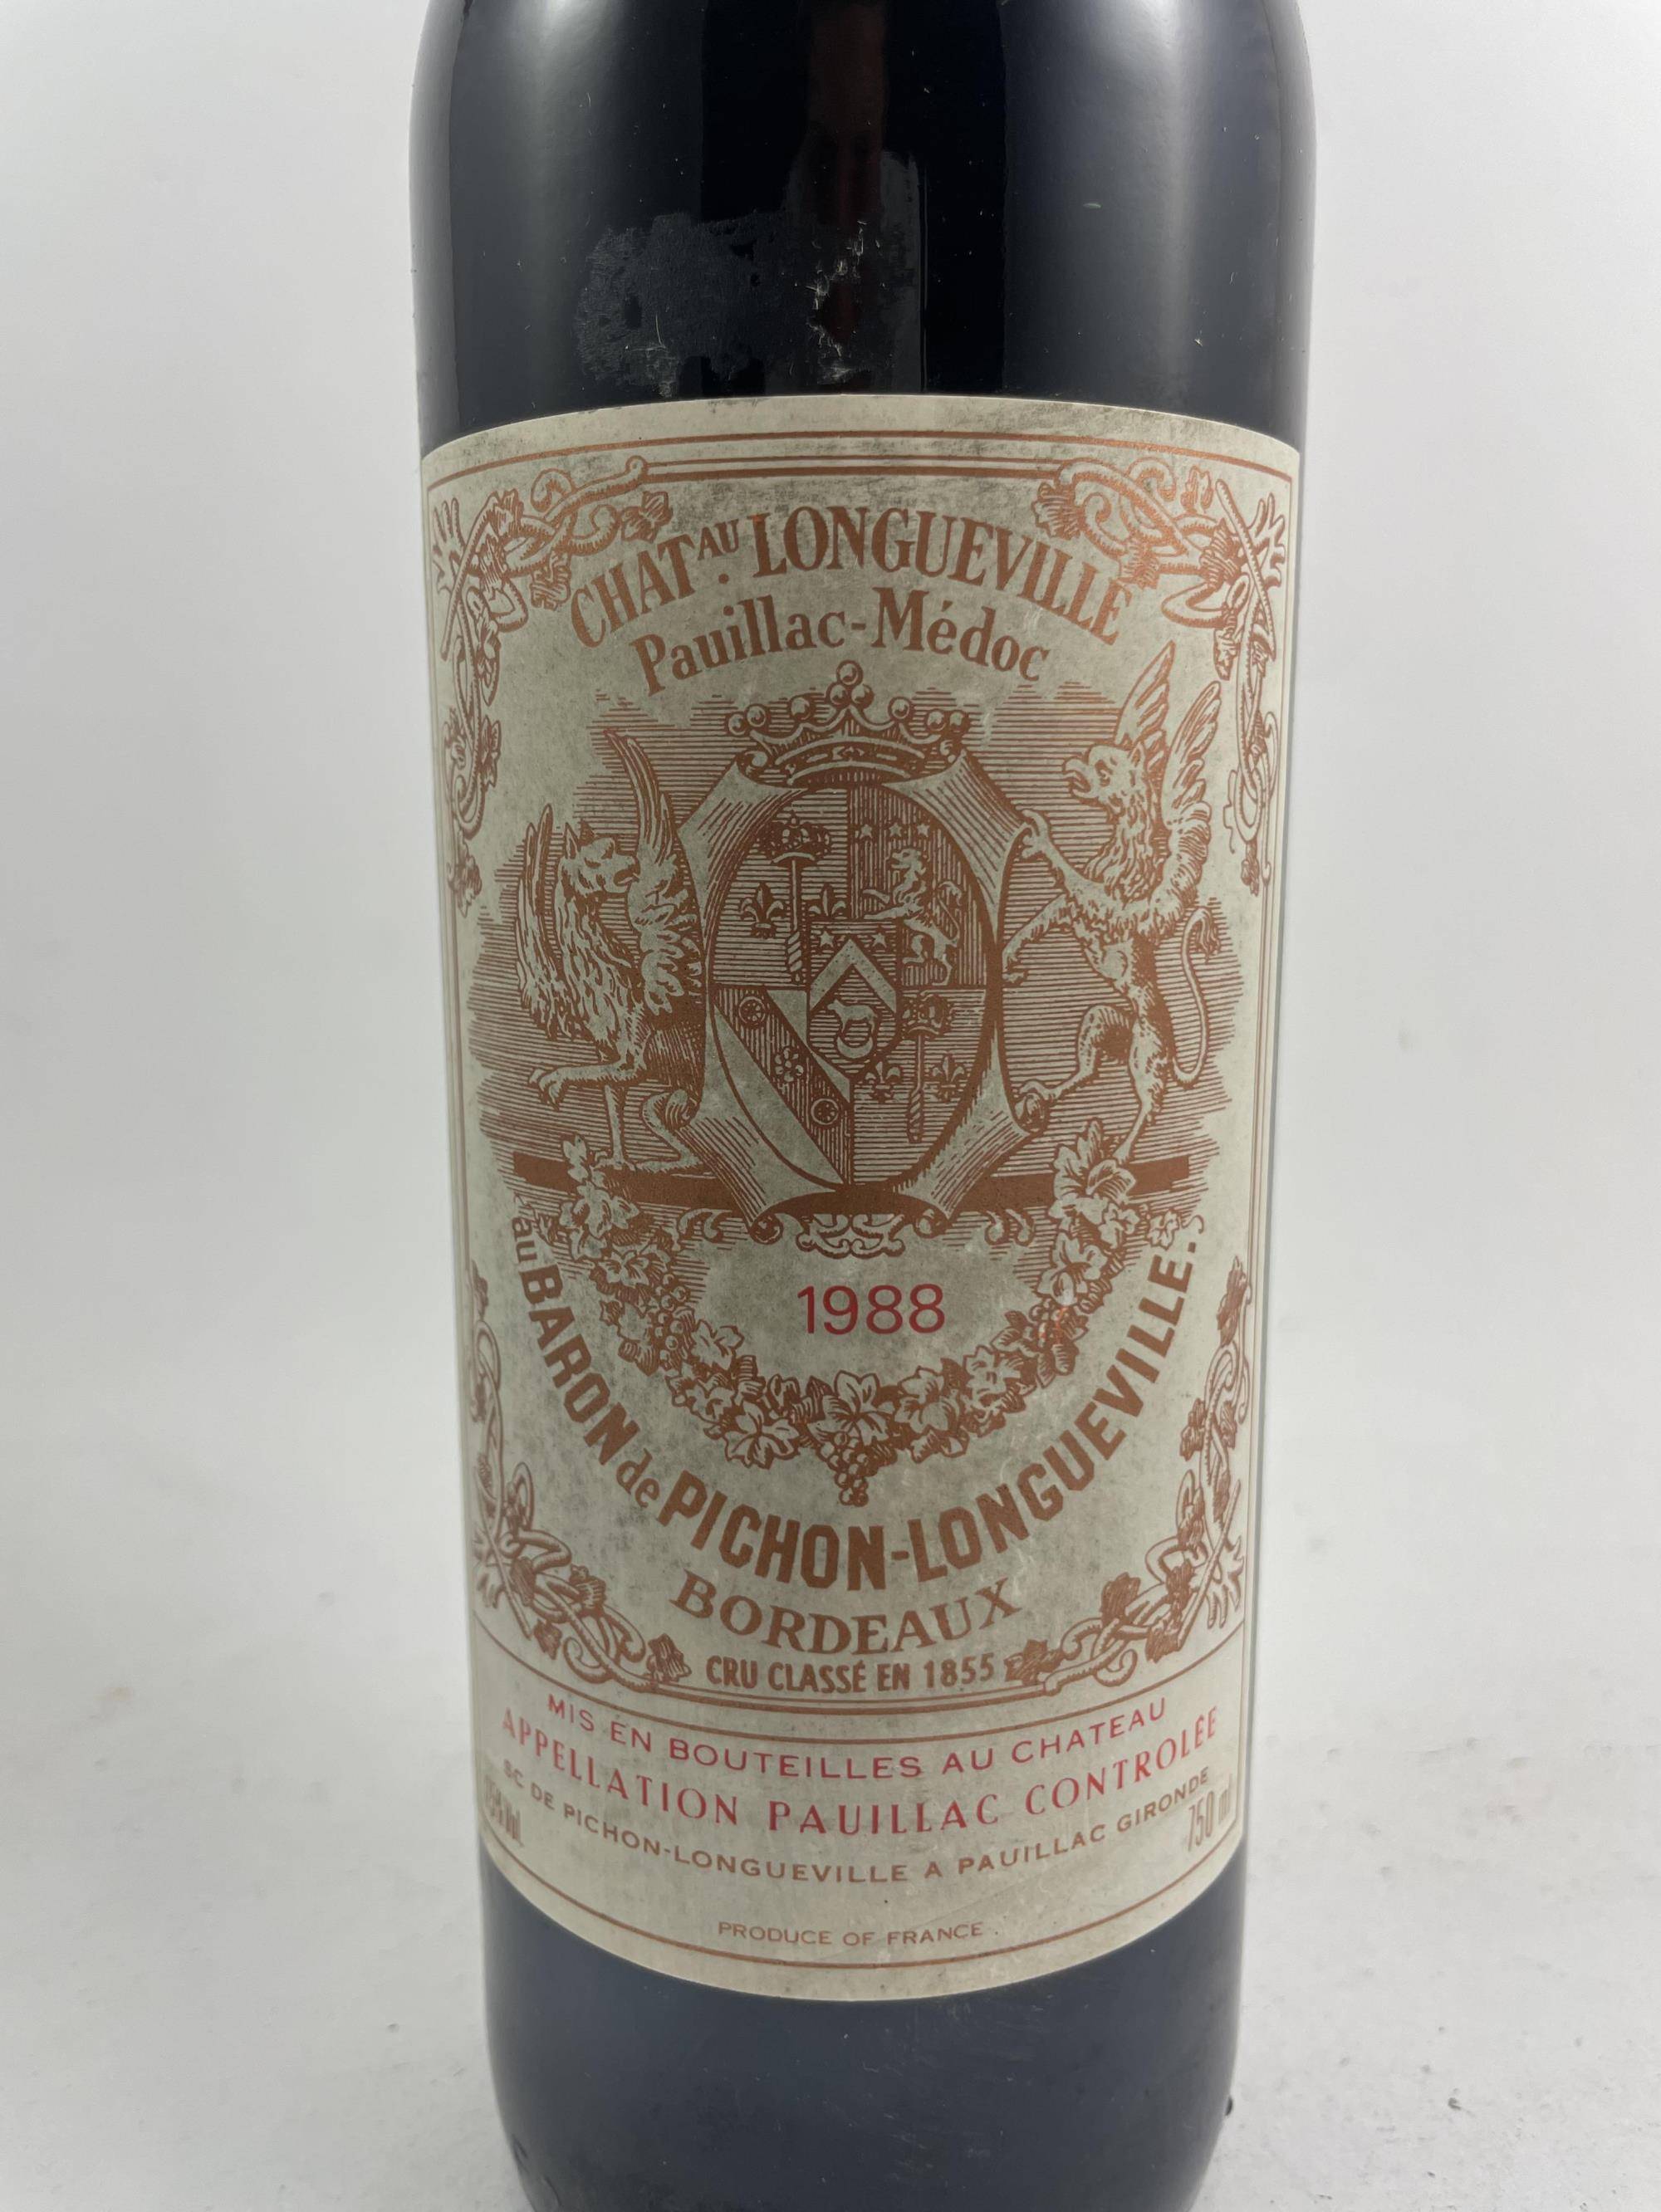 CHATAU LONGUEVILLE
Pauillac-Médoc
1988
au BARON de PICHON-LONGUEVILLE
BORDEAUX
CRU CLASSÉ EN 1855
MIS EN BOUTEILLES AU CHATEAU
APPELLATION PAUILLAC CONTROLÉE
SC DE PICHON-LONGUEVILLE A PAUILLAC GIRONDE
750 ml
PRODUCE OF FRANCE